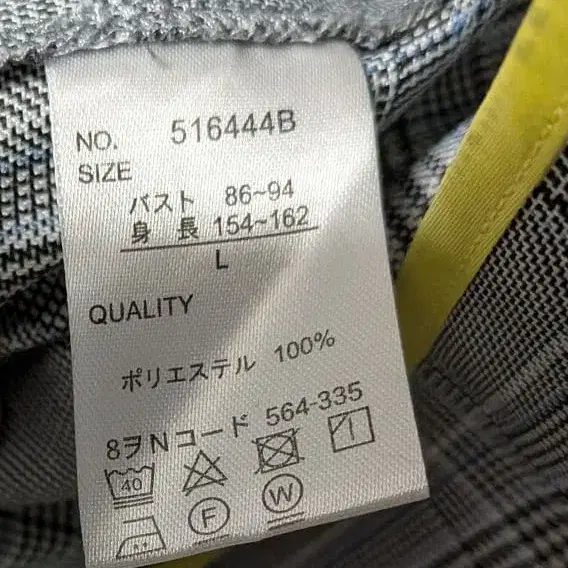 NO. 516444B
SIZE
バスト 86~94
身 長 154~162
L
QUALITY
ポリエステル 100%
8ヲNコード 564-335
40
F W